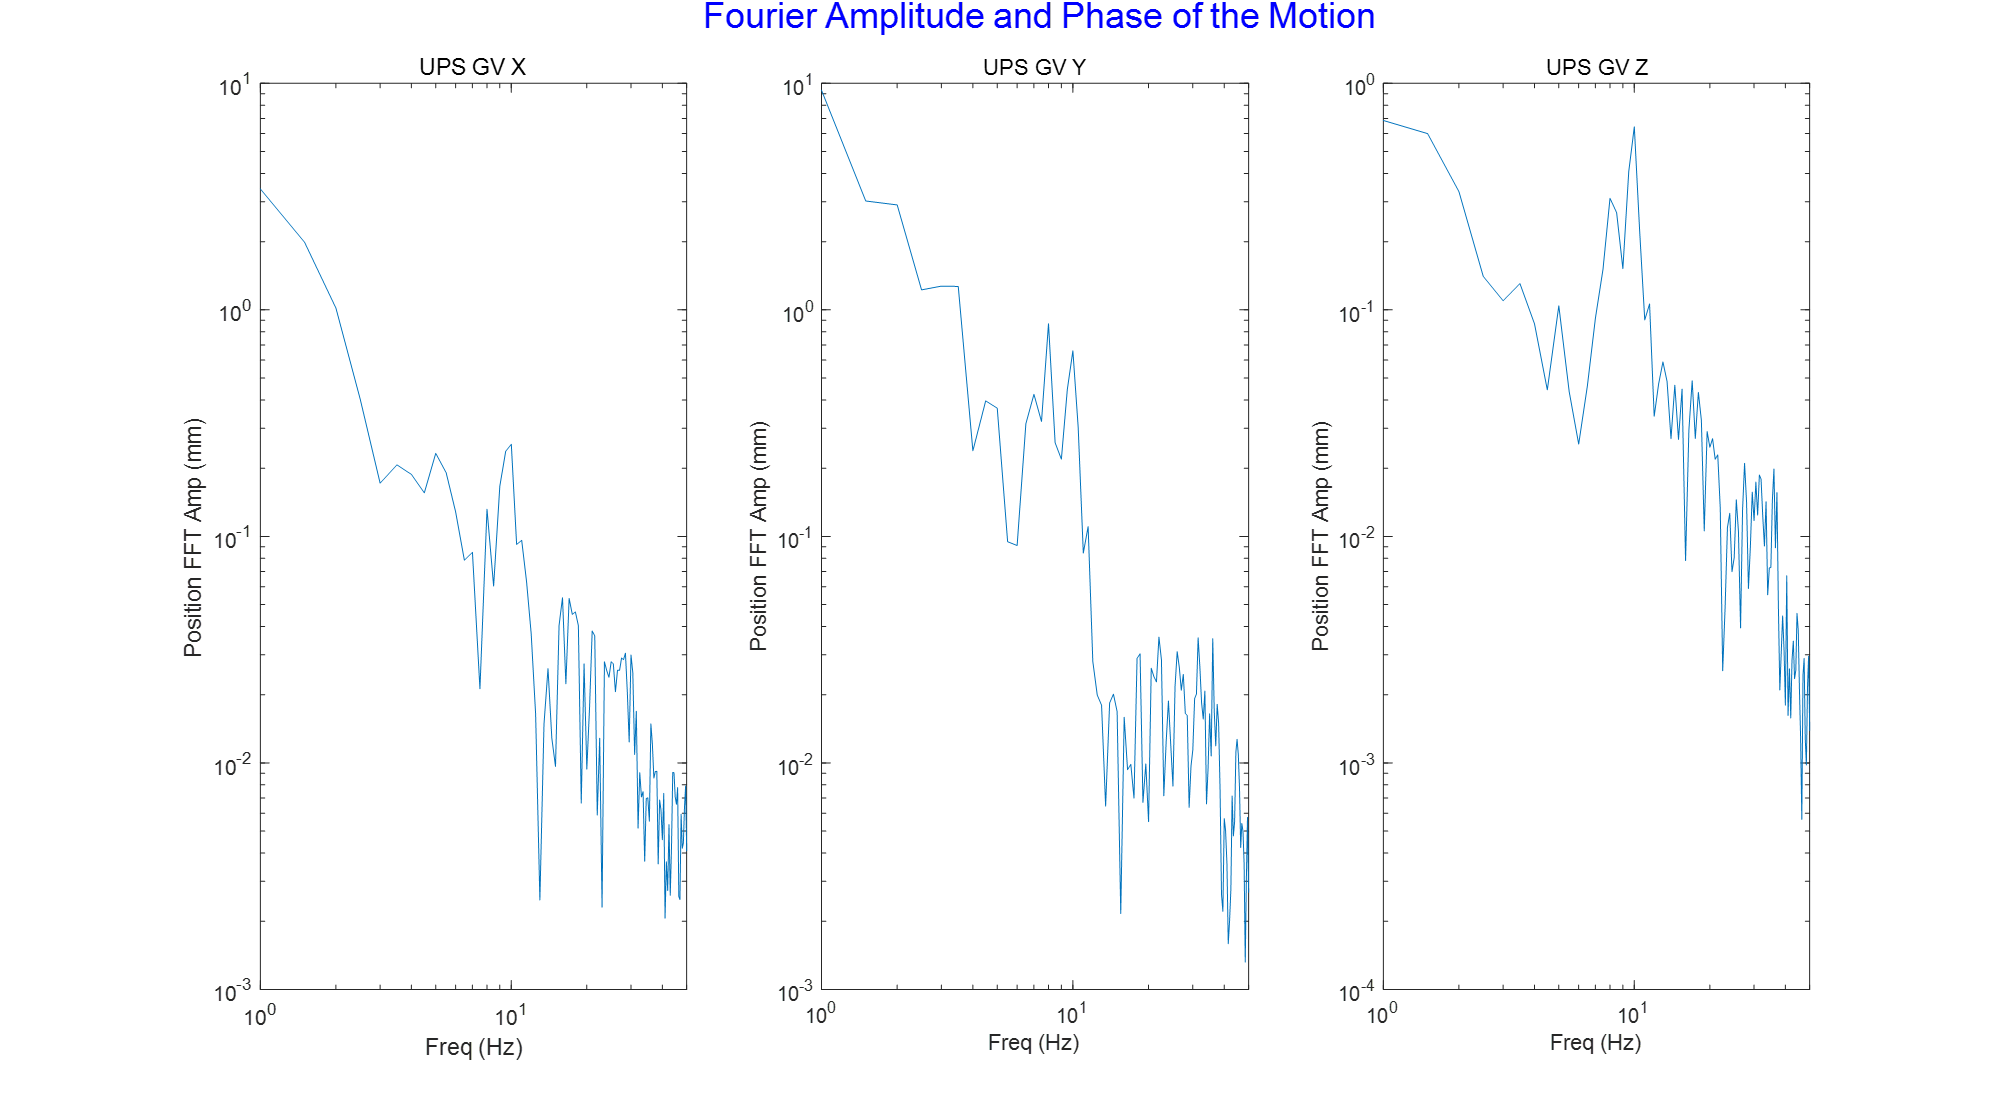 Fourier Amplitude and Phase of the Motion
UPS GV X
10^1
10^0
10^-1
10^-2
10^-3
Position FFT Amp (mm)
10^0
10^1
Freq (Hz)
UPS GV Y
10^1
10^0
10^-1
10^-2
10^-3
Position FFT Amp (mm)
10^0
10^1
Freq (Hz)
UPS GV Z
10^0
10^-1
10^-2
10^-3
10^-4
Position FFT Amp (mm)
10^0
10^1
Freq (Hz)